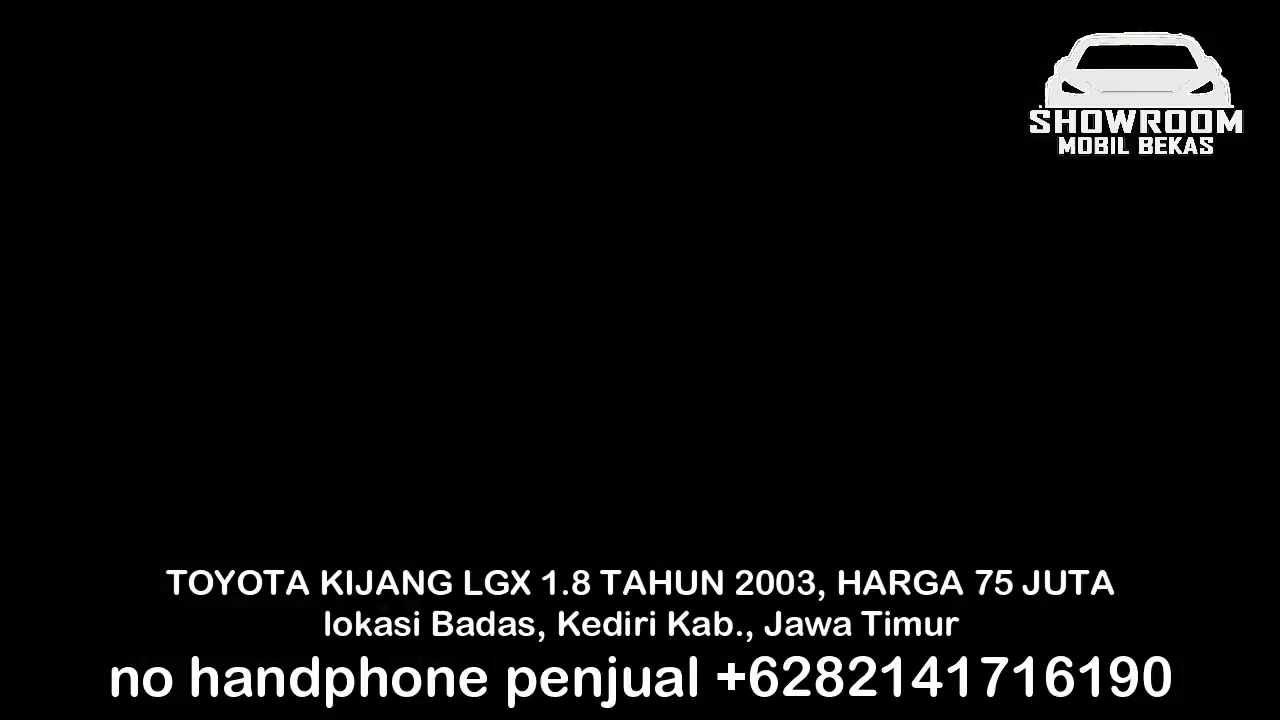 SHOWROOM
MOBIL BEKAS
TOYOTA KIJANG LGX 1.8 TAHUN 2003, HARGA 75 JUTA
lokasi Badas, Kediri Kab., Jawa Timur
no handphone penjual +6282141716190